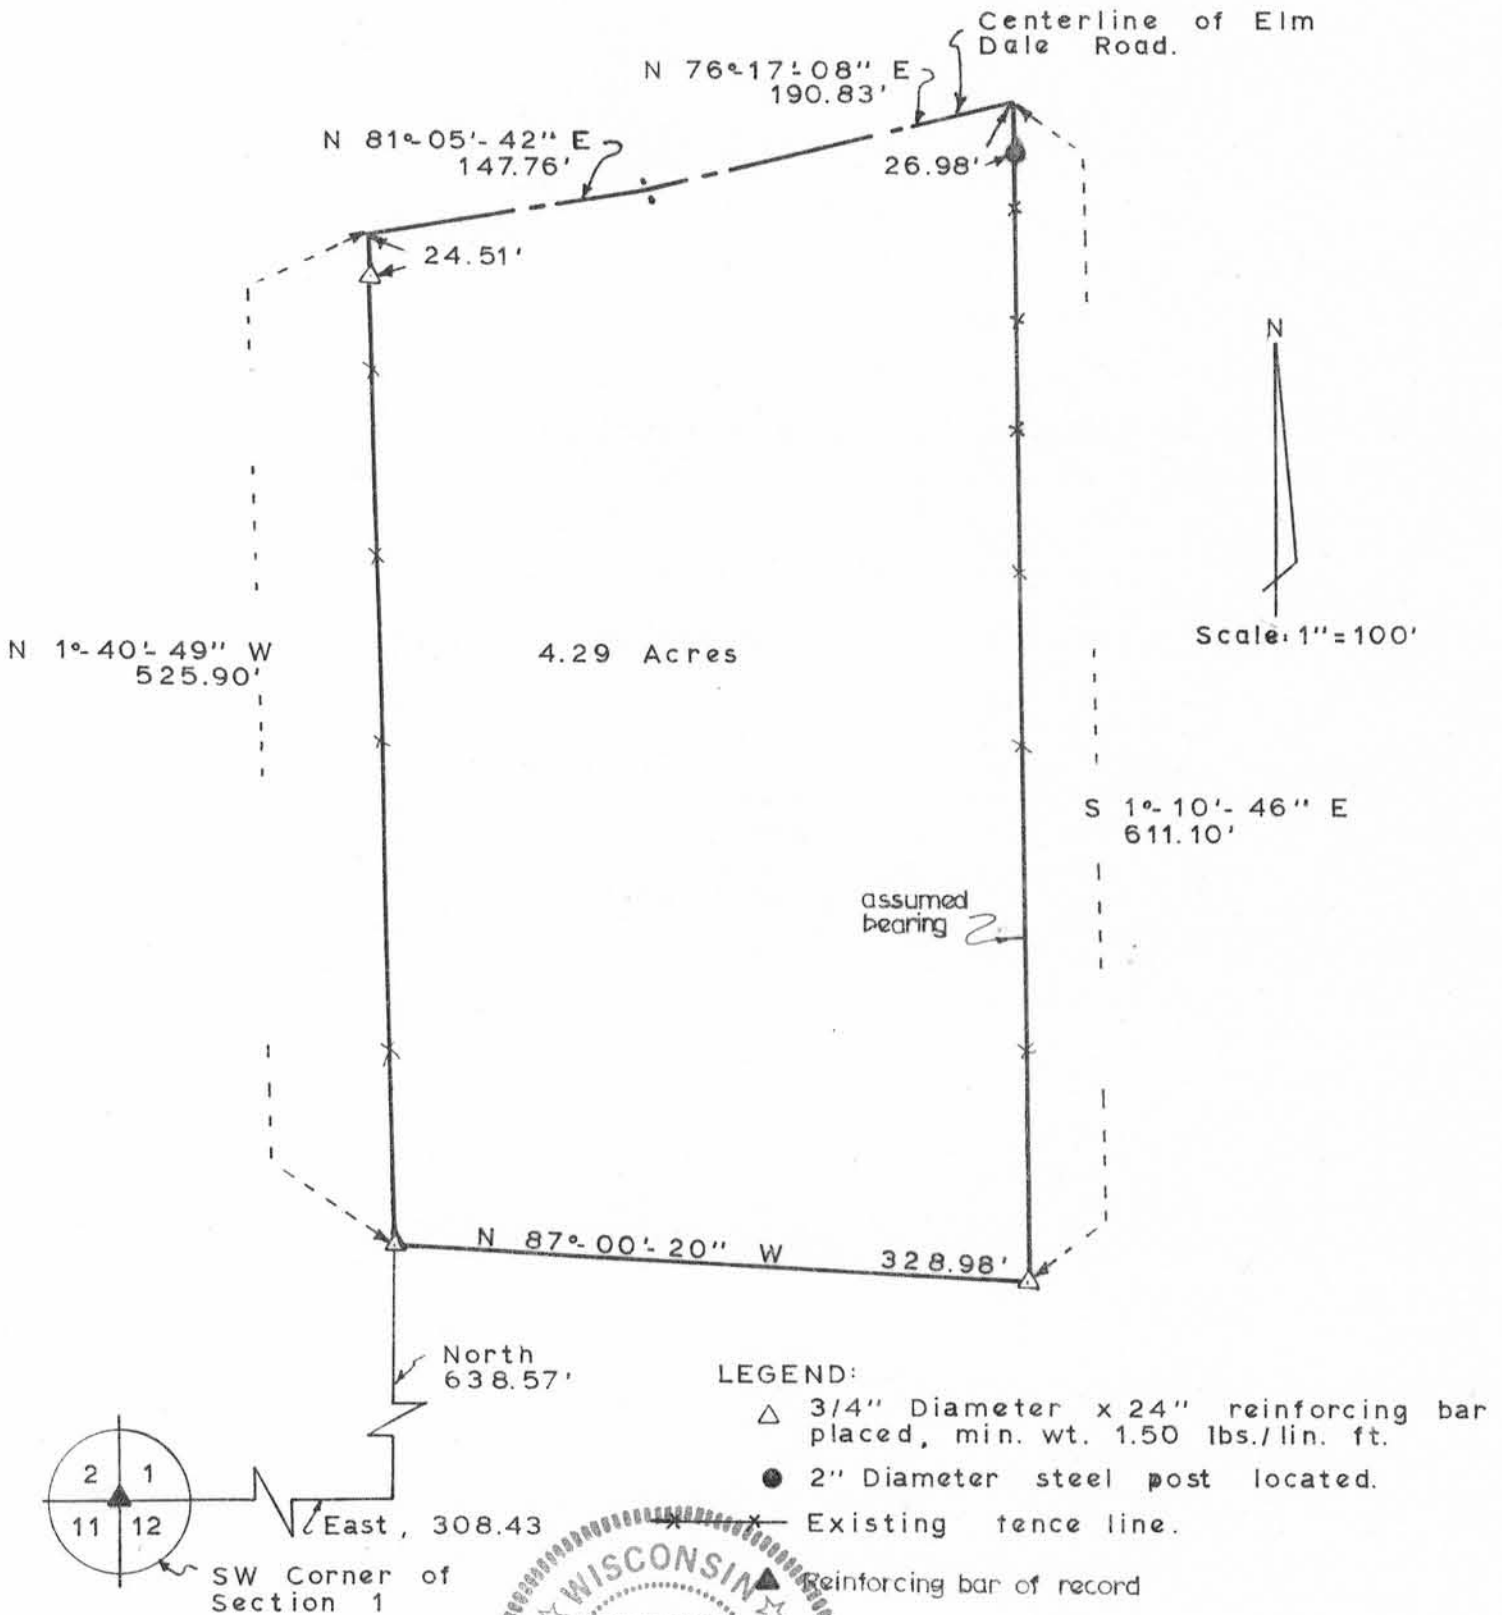 Centerline of Elm
Dale Road.
N 76°-17'-08" E
190.83'
N 81°-05'-42" E
147.76'
26.98'
24.51'
N
Scale: 1"=100'
N 1°-40'-49" W
525.90'
4.29 Acres
S 1°-10'-46" E
611.10'
assumed
bearing
N 87°-00'-20" W 328.98'
North
638.57'
LEGEND:
△ 3/4" Diameter x 24" reinforcing bar
placed, min. wt. 1.50 lbs./lin. ft.
● 2" Diameter steel post located.
Existing tence line.
▲ Reinforcing bar of record
2 1
11 12
East, 308.43
SW Corner of
Section 1
WISCONSIN